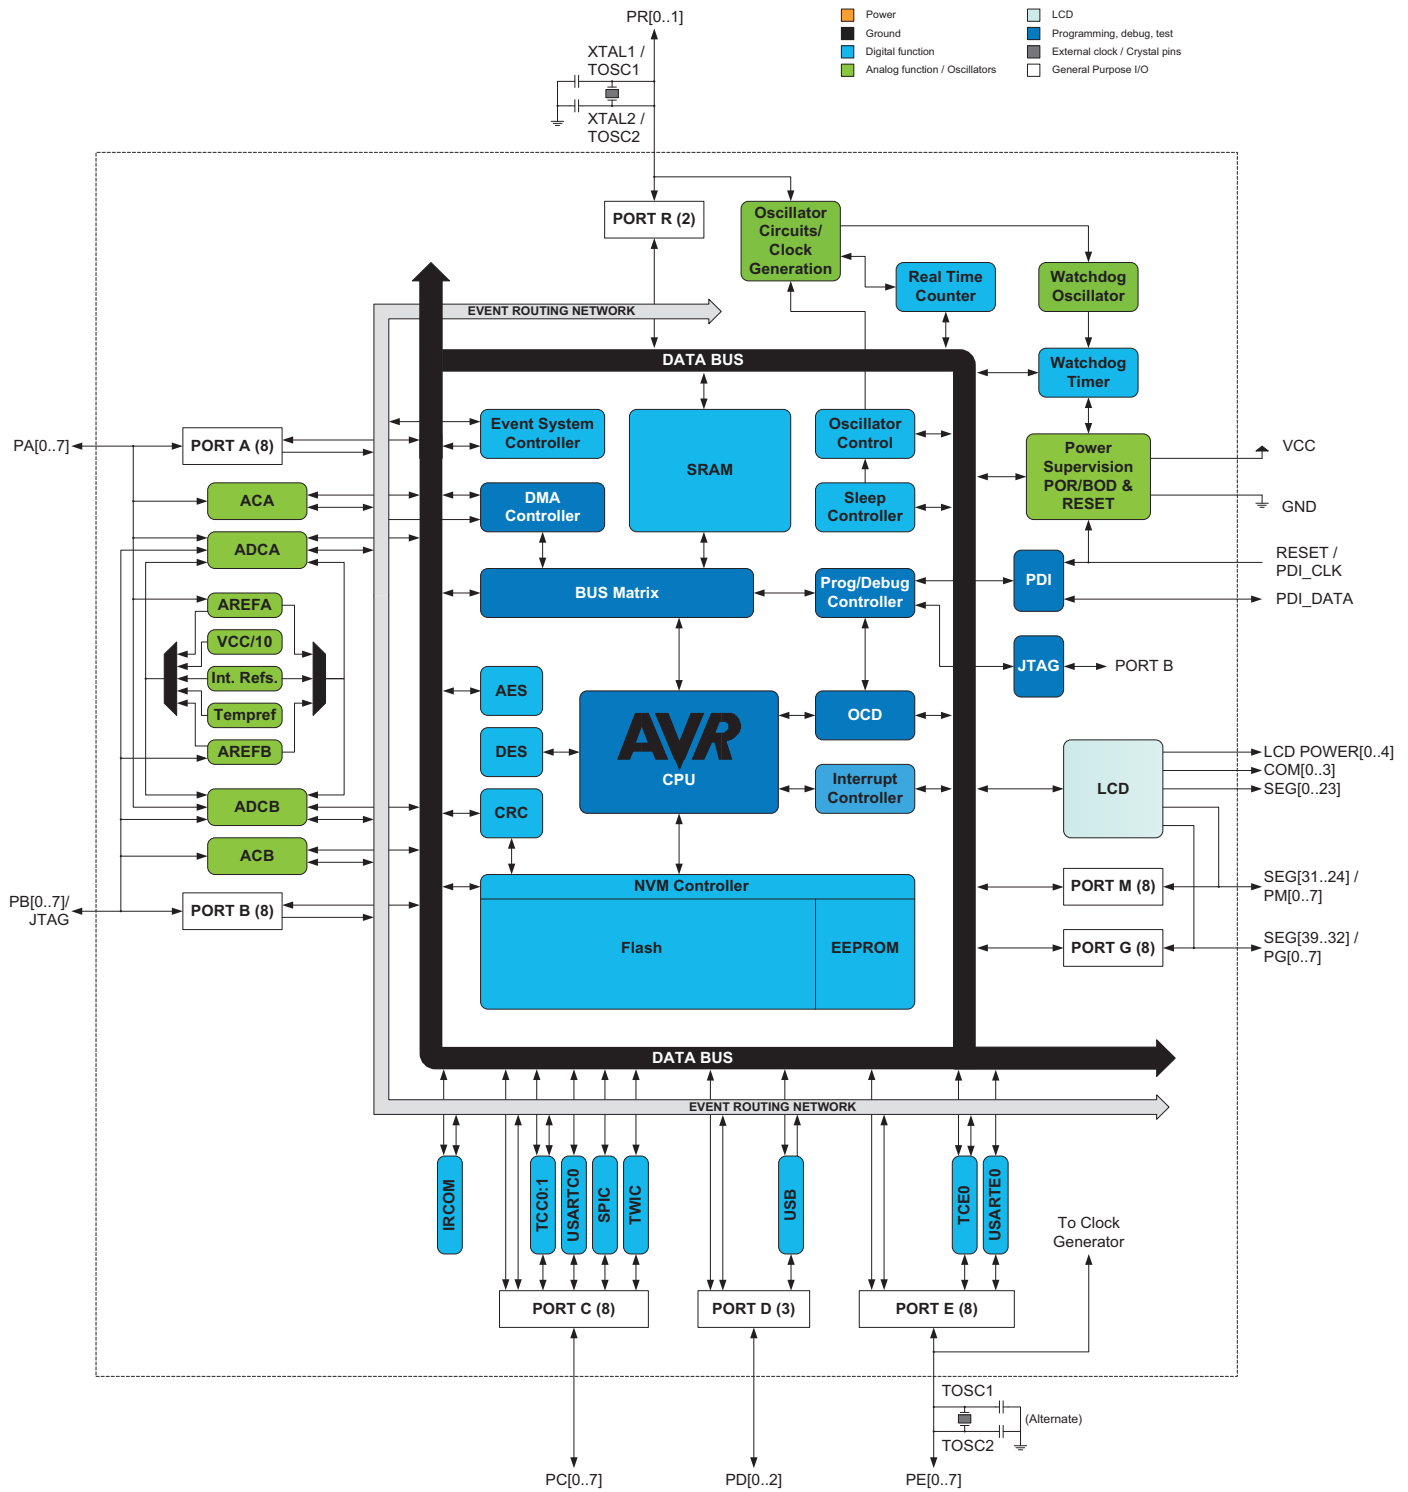 PR[0..1]
Power
Ground
Digital function
Analog function / Oscillators
LCD
Programming, debug, test
External clock / Crystal pins
General Purpose I/O
XTAL1 /
TOSC1
XTAL2 /
TOSC2
PORT R (2)
Oscillator
Circuits/
Clock
Generation
Real Time
Counter
Watchdog
Oscillator
EVENT ROUTING NETWORK
DATA BUS
Watchdog
Timer
PA[0..7]
PORT A (8)
Event System
Controller
SRAM
Oscillator
Control
Power
Supervision
POR/BOD &
RESET
VCC
GND
ACA
DMA
Controller
Sleep
Controller
ADCA
RESET /
PDI_CLK
PDI
PDI_DATA
BUS Matrix
Prog/Debug
Controller
AREFA
VCC/10
Int. Refs.
Tempref
AREFB
JTAG
PORT B
AES
AVR
CPU
OCD
DES
Interrupt
Controller
LCD
LCD POWER[0..4]
COM[0..3]
SEG[0..23]
ADCB
CRC
ACB
PB[0..7]/
JTAG
PORT B (8)
NVM Controller
Flash
EEPROM
PORT M (8)
SEG[31..24] /
PM[0..7]
PORT G (8)
SEG[39..32] /
PG[0..7]
DATA BUS
EVENT ROUTING NETWORK
IRCOM
TCC0:1
USARTC0
SPIC
TWIC
USB
TCE0
USARTE0
To Clock
Generator
PORT C (8)
PORT D (3)
PORT E (8)
TOSC1
(Alternate)
TOSC2
PC[0..7]
PD[0..2]
PE[0..7]